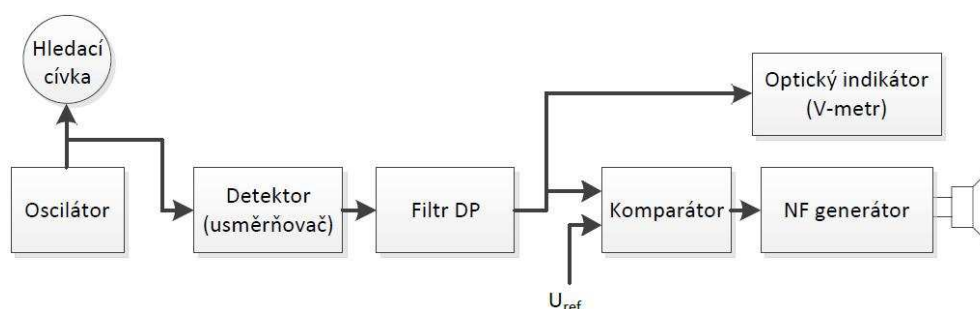 Hledací
cívka
Optický indikátor
(V-metr)
Oscilátor
Detektor
(usměrňovač)
Filtr DP
Komparátor
NF generátor
Uref